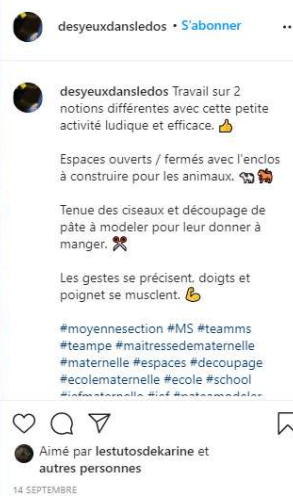 desyeuxdansledos • S'abonner
desyeuxdansledos Travail sur 2
notions différentes avec cette petite
activité ludique et efficace. 👍
Espaces ouverts / fermés avec l'enclos
à construire pour les animaux. 🐄🐎
Tenue des ciseaux et découpage de
pâte à modeler pour leur donner à
manger. ✂️
Les gestes se précisent, doigts et
poignet se musclent. 💪
#moyennesection #MS #teamms
#teampe #maitressedematernelle
#maternelle #espaces #decoupage
#ecolematernelle #ecole #school
#iefmaternelle #ief #pateamodeler
Aimé par lestutosdekarine et
autres personnes
14 SEPTEMBRE